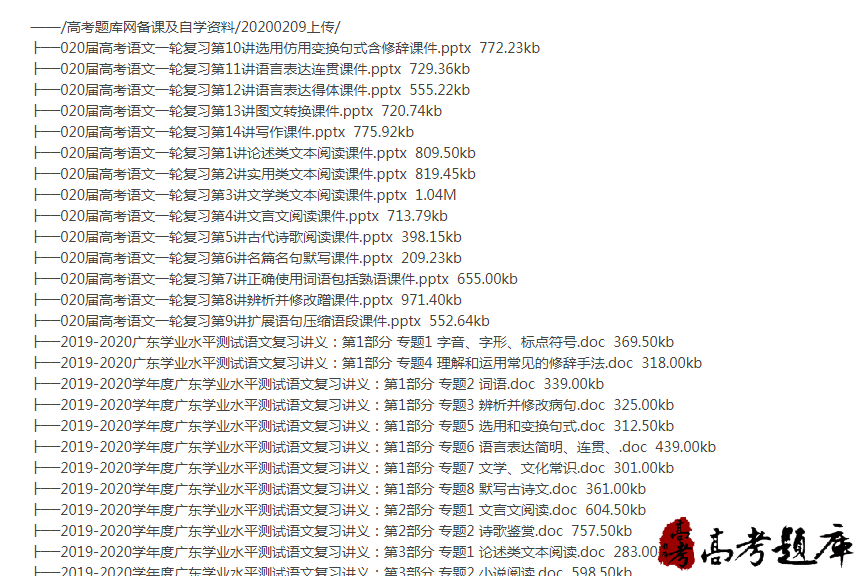 ——/高考题库网备课及自学资料/20200209上传/
├──020届高考语文一轮复习第10讲选用仿用变换句式含修辞课件.pptx  772.23kb
├──020届高考语文一轮复习第11讲语言表达连贯课件.pptx  729.36kb
├──020届高考语文一轮复习第12讲语言表达得体课件.pptx  555.22kb
├──020届高考语文一轮复习第13讲图文转换课件.pptx  720.74kb
├──020届高考语文一轮复习第14讲写作课件.pptx  775.92kb
├──020届高考语文一轮复习第1讲论述类文本阅读课件.pptx  809.50kb
├──020届高考语文一轮复习第2讲实用类文本阅读课件.pptx  819.45kb
├──020届高考语文一轮复习第3讲文学类文本阅读课件.pptx  1.04M
├──020届高考语文一轮复习第4讲文言文阅读课件.pptx  713.79kb
├──020届高考语文一轮复习第5讲古代诗歌阅读课件.pptx  398.15kb
├──020届高考语文一轮复习第6讲名篇名句默写课件.pptx  209.23kb
├──020届高考语文一轮复习第7讲正确使用词语包括熟语课件.pptx  655.00kb
├──020届高考语文一轮复习第8讲辨析并修改蹭课件.pptx  971.40kb
├──020届高考语文一轮复习第9讲扩展语句压缩语段课件.pptx  552.64kb
├──2019-2020广东学业水平测试语文复习讲义：第1部分 专题1 字音、字形、标点符号.doc  369.50kb
├──2019-2020广东学业水平测试语文复习讲义：第1部分 专题4 理解和运用常见的修辞手法.doc  318.00kb
├──2019-2020学年度广东学业水平测试语文复习讲义：第1部分 专题2 词语.doc  339.00kb
├──2019-2020学年度广东学业水平测试语文复习讲义：第1部分 专题3 辨析并修改病句.doc  325.00kb
├──2019-2020学年度广东学业水平测试语文复习讲义：第1部分 专题5 选用和变换句式.doc  312.50kb
├──2019-2020学年度广东学业水平测试语文复习讲义：第1部分 专题6 语言表达简明、连贯、.doc  439.00kb
├──2019-2020学年度广东学业水平测试语文复习讲义：第1部分 专题7 文学、文化常识.doc  301.00kb
├──2019-2020学年度广东学业水平测试语文复习讲义：第1部分 专题8 默写古诗文.doc  361.00kb
├──2019-2020学年度广东学业水平测试语文复习讲义：第2部分 专题1 文言文阅读.doc  604.50kb
├──2019-2020学年度广东学业水平测试语文复习讲义：第2部分 专题2 诗歌鉴赏.doc  757.50kb
├──2019-2020学年度广东学业水平测试语文复习讲义：第3部分 专题1 论述类文本阅读.doc  283.00
├──2019-2020学年度广东学业水平测试语文复习讲义：第3部分 专题2 小说阅读.doc  598.50kb
高考 高考题库